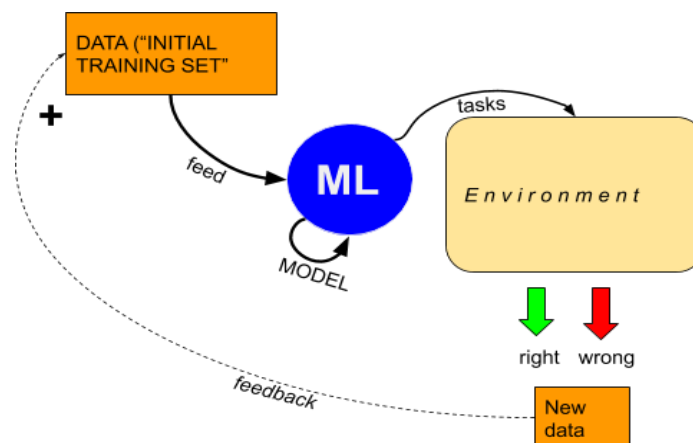 DATA (“INITIAL
TRAINING SET”
+
tasks
feed
ML
Environment
MODEL
right wrong
feedback
New
data